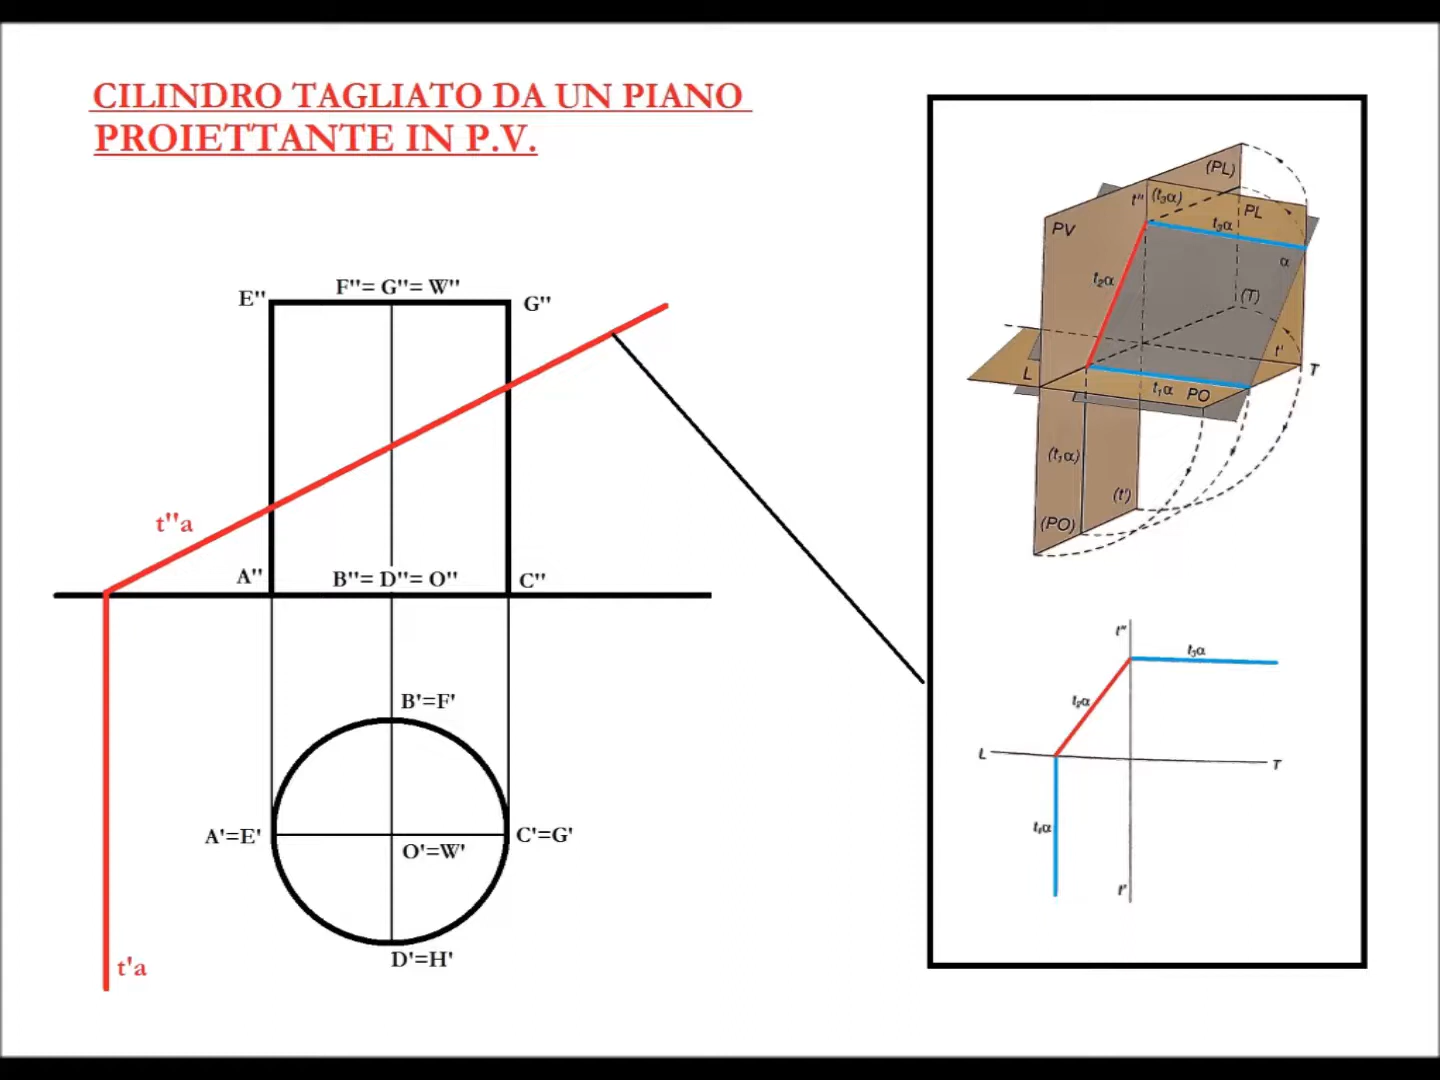 CILINDRO TAGLIATO DA UN PIANO
PROIETTANTE IN P.V.
E"
F"= G"= W"
G"
t"a
A"
B"= D"= O"
C"
B'=F'
A'=E'
C'=G'
O'=W'
D'=H'
t'a
(PL)
t"
(t₃α)
PL
PV
t₃α
α
t₂α
(T)
t'
L
T
t₁α
PO
(t₁α)
(t')
(PO)
t"
t₃α
t₂α
L
T
t₁α
t'